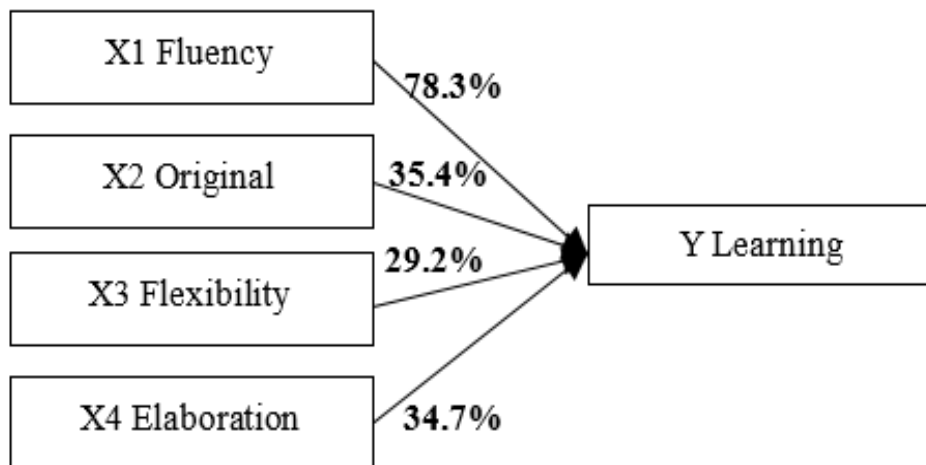 X1 Fluency
78.3%
X2 Original
35.4%
Y Learning
X3 Flexibility
29.2%
X4 Elaboration
34.7%